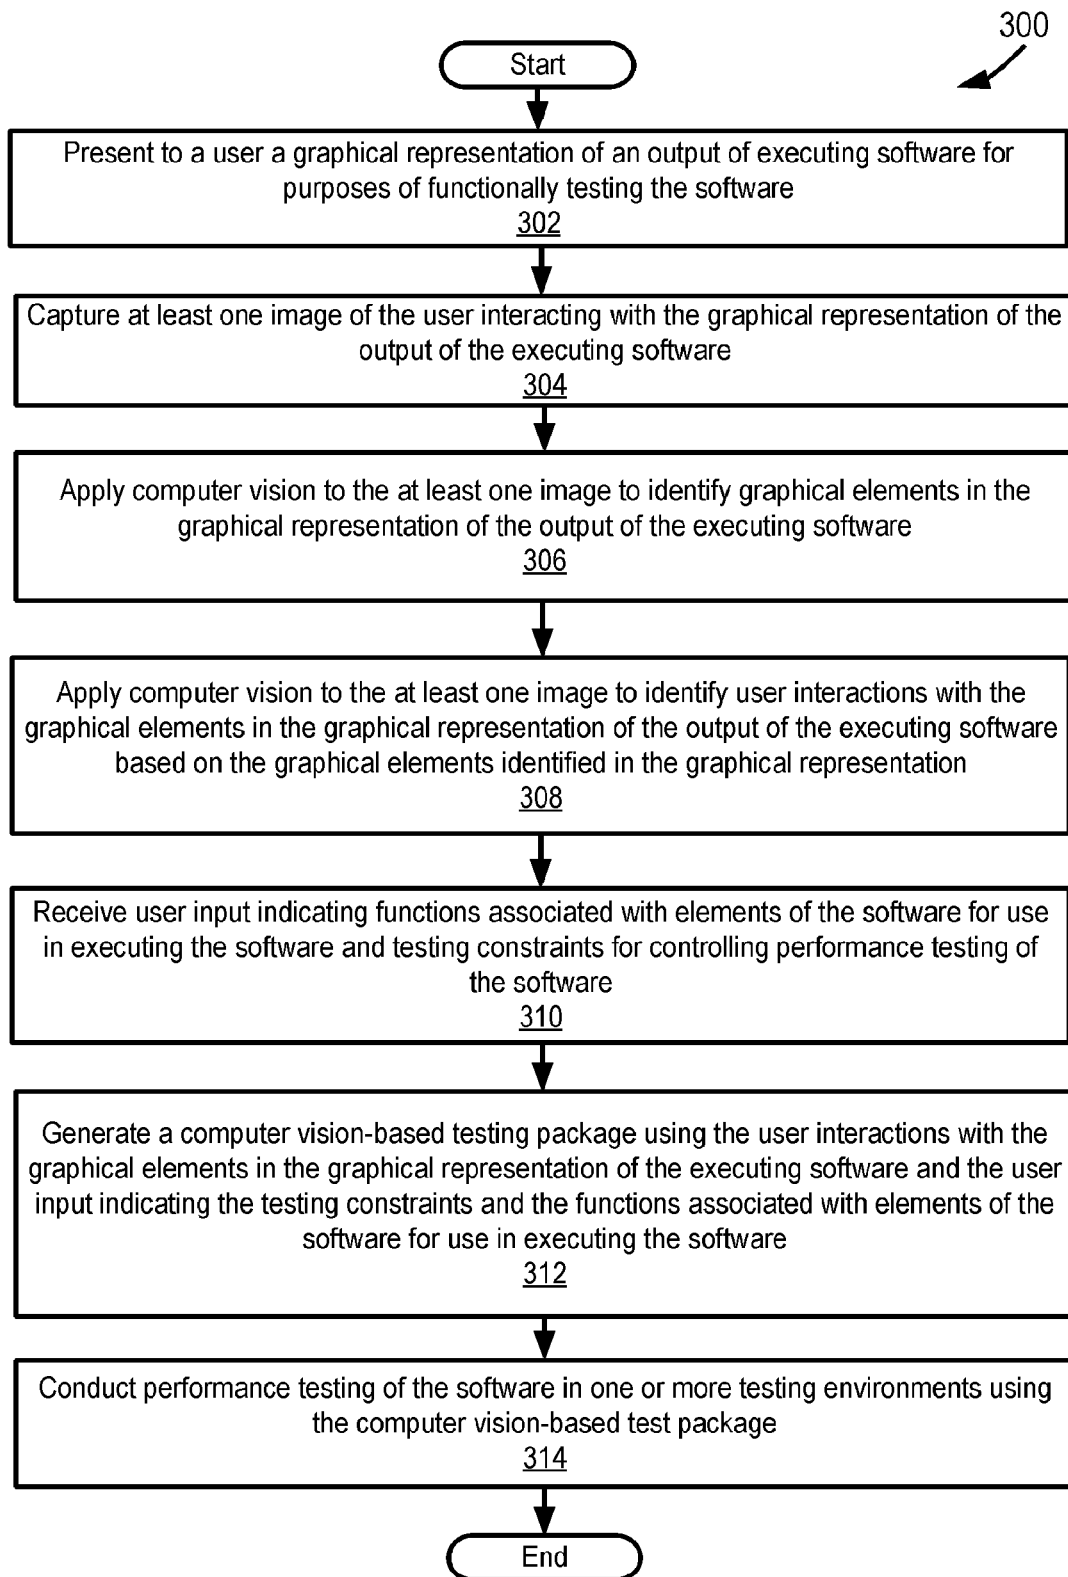 300
Start
Present to a user a graphical representation of an output of executing software for
purposes of functionally testing the software
302
Capture at least one image of the user interacting with the graphical representation of the
output of the executing software
304
Apply computer vision to the at least one image to identify graphical elements in the
graphical representation of the output of the executing software
306
Apply computer vision to the at least one image to identify user interactions with the
graphical elements in the graphical representation of the output of the executing software
based on the graphical elements identified in the graphical representation
308
Receive user input indicating functions associated with elements of the software for use
in executing the software and testing constraints for controlling performance testing of
the software
310
Generate a computer vision-based testing package using the user interactions with the
graphical elements in the graphical representation of the executing software and the user
input indicating the testing constraints and the functions associated with elements of the
software for use in executing the software
312
Conduct performance testing of the software in one or more testing environments using
the computer vision-based test package
314
End